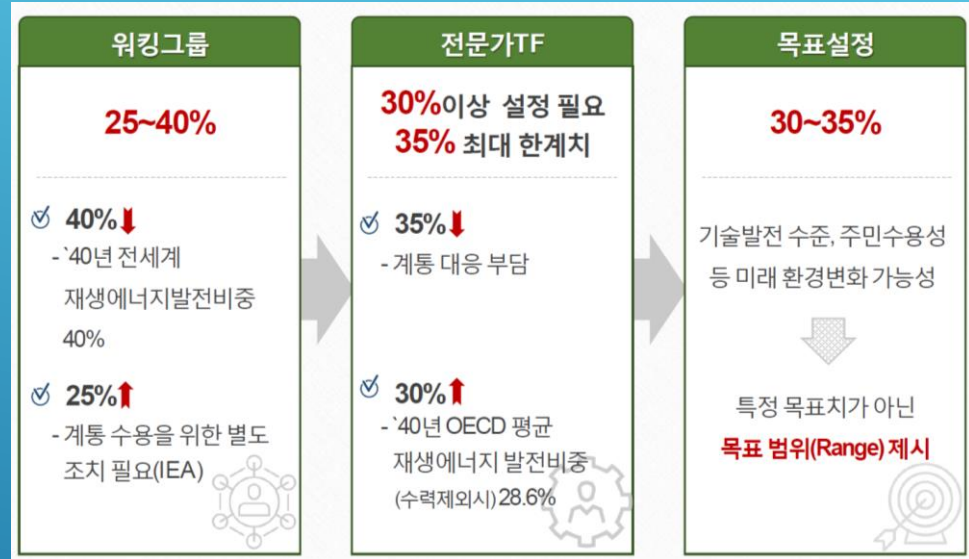 워킹그룹
25~40%
40%
- `40년 전세계
재생에너지발전비중
40%
25%
- 계통 수용을 위한 별도
조치 필요(IEA)
전문가TF
30%이상 설정 필요
35% 최대 한계치
35%
- 계통 대응 부담
30%
- `40년 OECD 평균
재생에너지 발전비중
(수력제외시) 28.6%
목표설정
30~35%
기술발전 수준, 주민수용성
등 미래 환경변화 가능성
특정 목표치가 아닌
목표 범위(Range) 제시